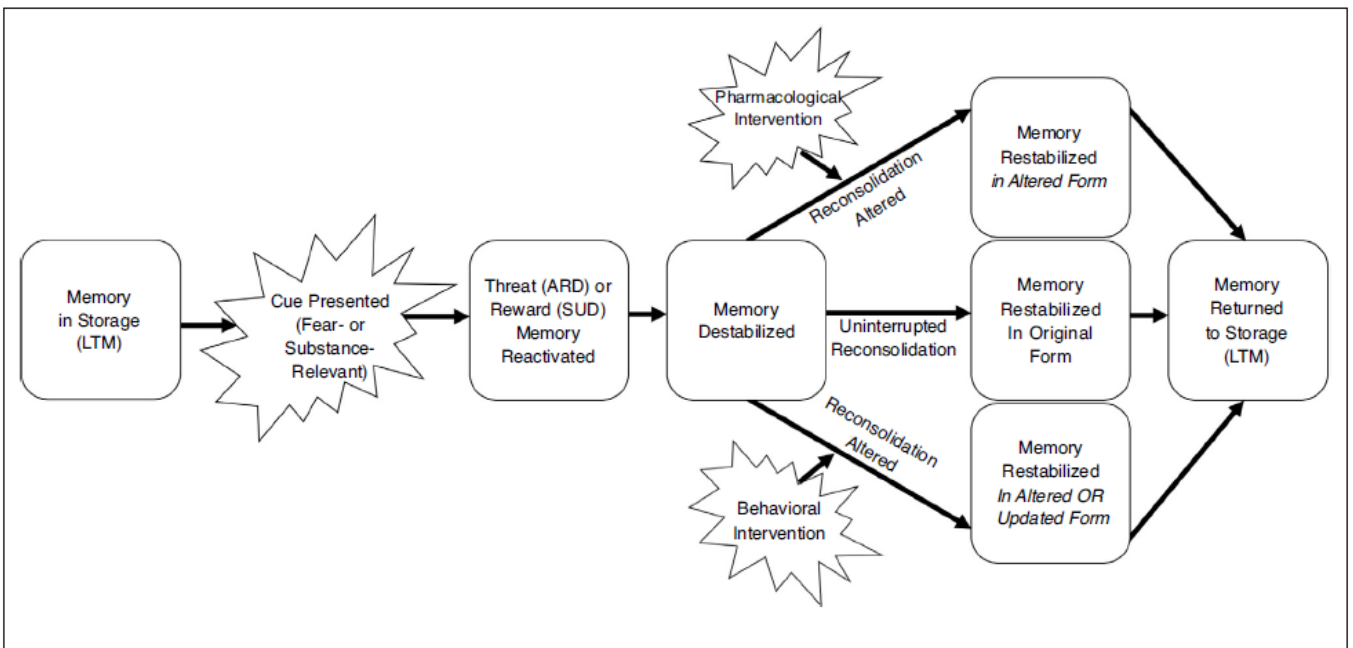 Memory
in Storage
(LTM)
Cue Presented
(Fear- or
Substance-
Relevant)
Threat (ARD) or
Reward (SUD)
Memory
Reactivated
Memory
Destabilized
Pharmacological
Intervention
Reconsolidation
Altered
Uninterrupted
Reconsolidation
Reconsolidation
Altered
Behavioral
Intervention
Memory
Restabilized
in Altered Form
Memory
Restabilized
In Original
Form
Memory
Restabilized
In Altered OR
Updated Form
Memory
Returned
to Storage
(LTM)